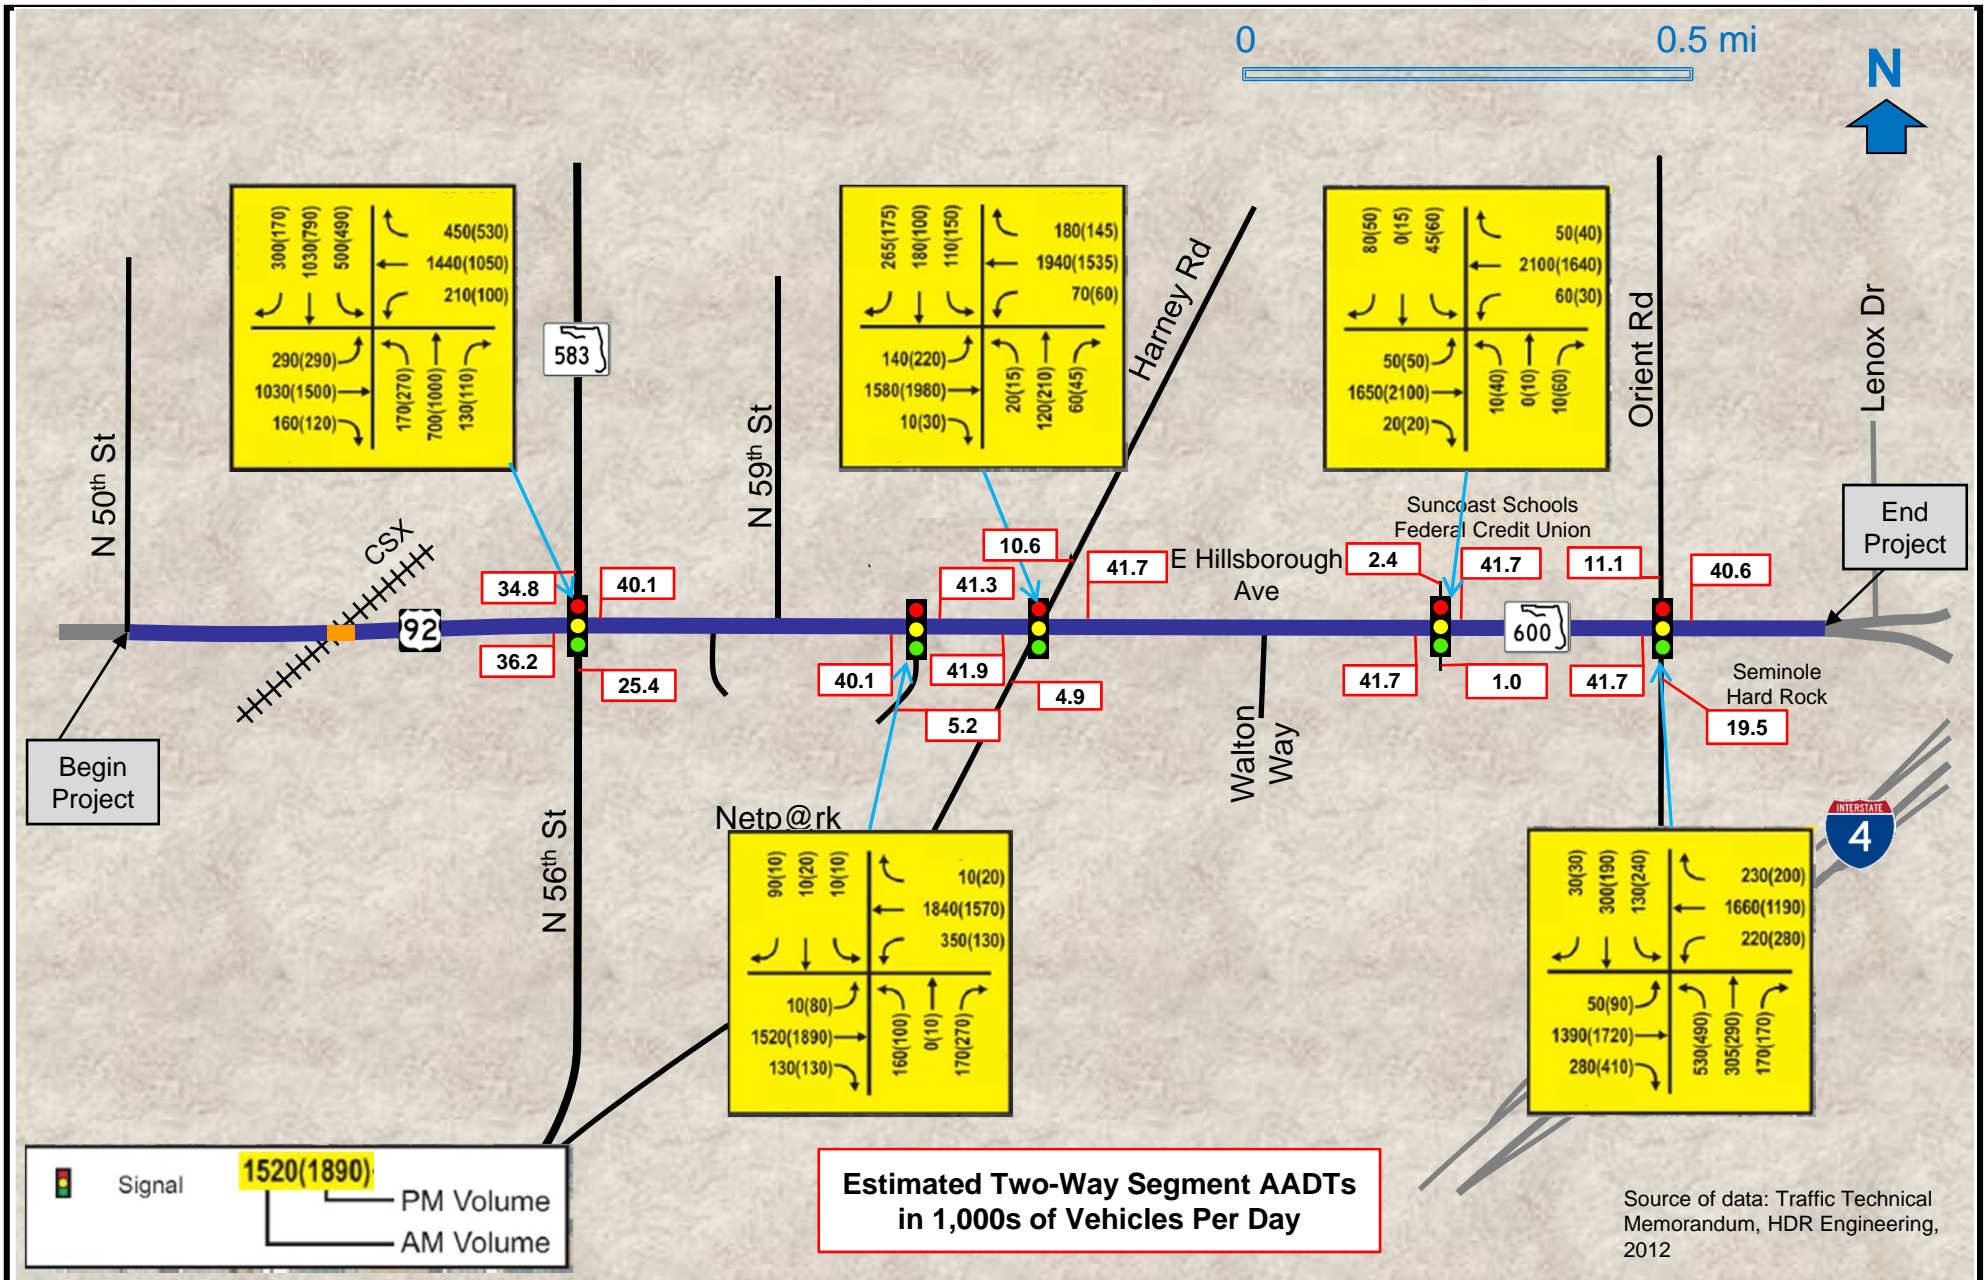 0
0.5 mi
N
300(170)
1030(790)
500(490)
450(530)
1440(1050)
210(100)
290(290)
1030(1500)
160(120)
170(270)
700(1000)
130(110)
265(175)
180(100)
110(150)
180(145)
1940(1535)
70(60)
140(220)
1580(1980)
10(30)
20(15)
120(210)
60(45)
80(50)
0(15)
45(60)
50(40)
2100(1640)
60(30)
50(50)
1650(2100)
20(20)
10(40)
0(10)
10(60)
583
N 50th St
N 59th St
Harney Rd
Orient Rd
Lenox Dr
CSX
Suncoast Schools
Federal Credit Union
End
Project
34.8
40.1
41.3
10.6
41.7
E Hillsborough
Ave
2.4
41.7
11.1
40.6
92
600
36.2
25.4
40.1
41.9
4.9
5.2
41.7
1.0
41.7
19.5
Seminole
Hard Rock
Walton
Way
Begin
Project
N 56th St
Netp@rk
INTERSTATE
4
90(10)
10(20)
10(10)
10(20)
1840(1570)
350(130)
10(80)
1520(1890)
130(130)
160(100)
0(10)
170(270)
30(30)
300(190)
130(240)
230(200)
1660(1190)
220(280)
50(90)
1390(1720)
280(410)
530(490)
305(290)
170(170)
Signal
1520(1890)
PM Volume
AM Volume
Estimated Two-Way Segment AADTs
in 1,000s of Vehicles Per Day
Source of data: Traffic Technical
Memorandum, HDR Engineering,
2012